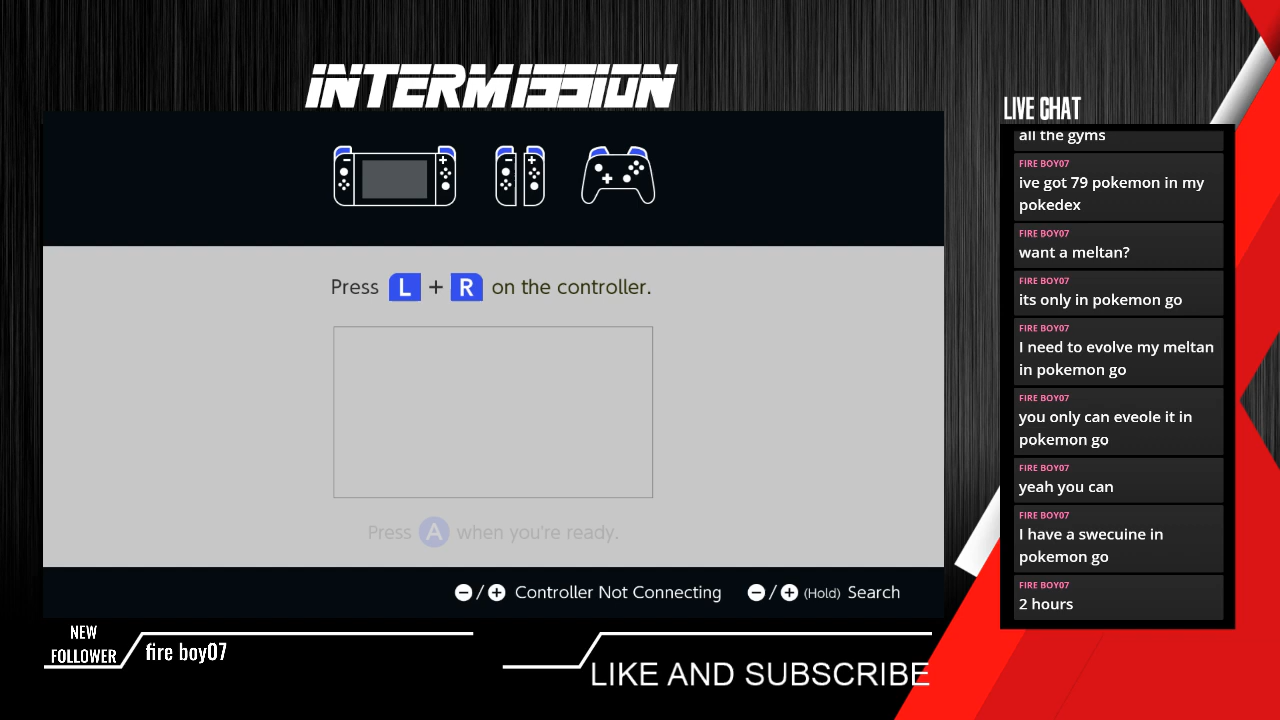 INTERMISSION
Press L + R on the controller.
Press A when you're ready.
-/+ Controller Not Connecting -/+ (Hold) Search
NEW
FOLLOWER
fire boy07
LIKE AND SUBSCRIBE
LIVE CHAT
all the gyms
FIRE BOY07
ive got 79 pokemon in my
pokedex
FIRE BOY07
want a meltan?
FIRE BOY07
its only in pokemon go
FIRE BOY07
I need to evolve my meltan
in pokemon go
FIRE BOY07
you only can eveole it in
pokemon go
FIRE BOY07
yeah you can
FIRE BOY07
I have a swecuine in
pokemon go
FIRE BOY07
2 hours